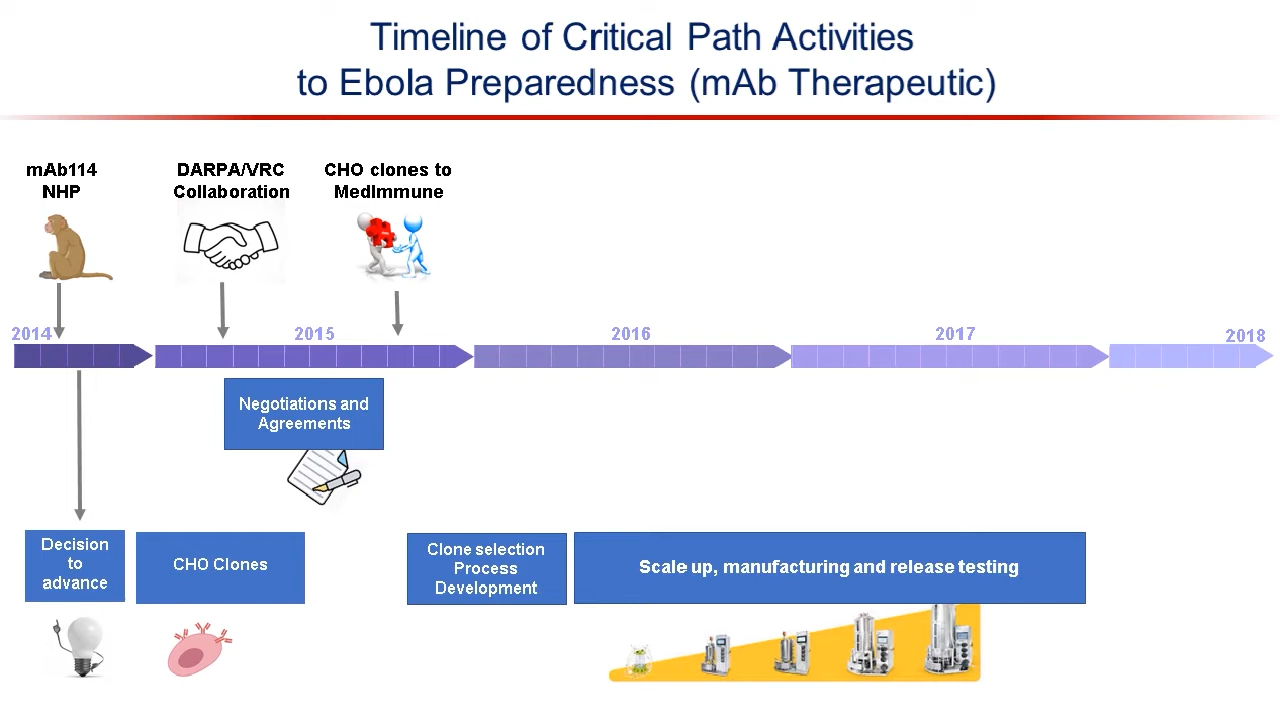 Timeline of Critical Path Activities
to Ebola Preparedness (mAb Therapeutic)
mAb114
NHP
DARPA/VRC
Collaboration
CHO clones to
MedImmune
2014
2015
2016
2017
2018
Negotiations and
Agreements
Decision
to
advance
CHO Clones
Clone selection
Process
Development
Scale up, manufacturing and release testing